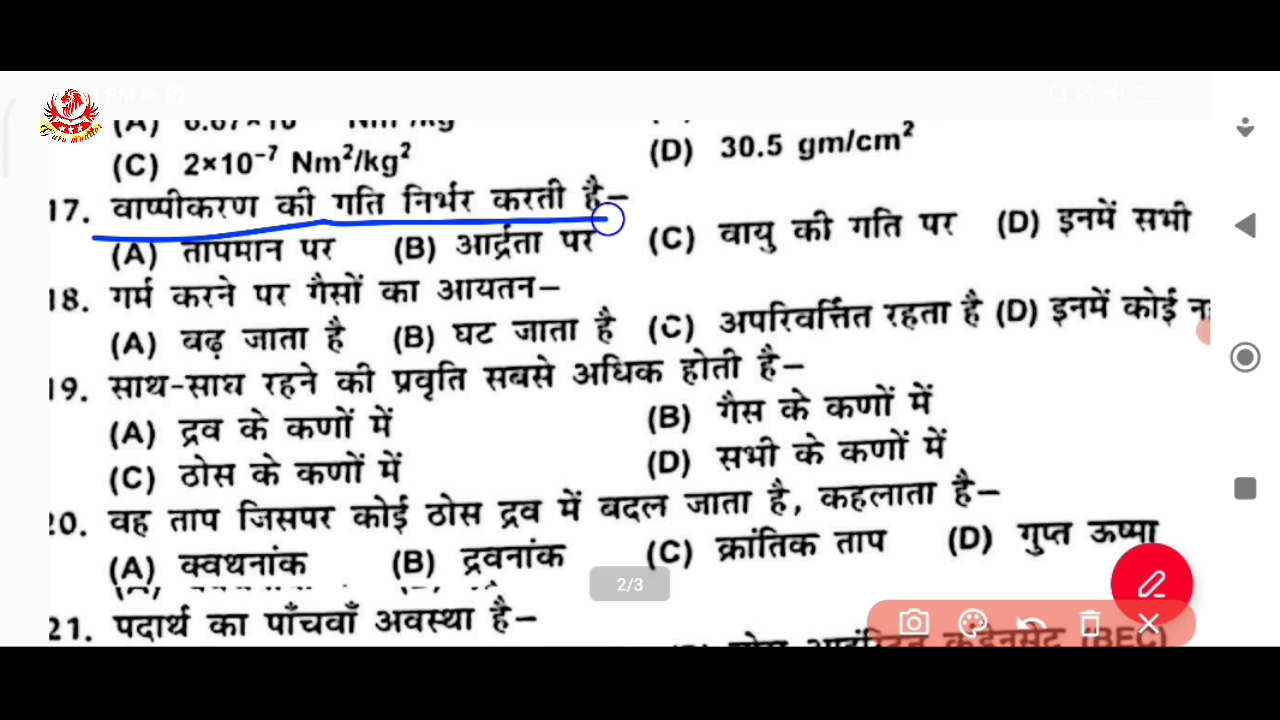 (C) 2×10⁻⁷ Nm²/kg² (D) 30.5 gm/cm²
17. वाष्पीकरण की गति निर्भर करती है–
(A) तापमान पर (B) आर्द्रता पर (C) वायु की गति पर (D) इनमें सभी
18. गर्म करने पर गैसों का आयतन–
(A) बढ़ जाता है (B) घट जाता है (C) अपरिवर्त्तित रहता है (D) इनमें कोई
19. साथ-साथ रहने की प्रवृति सबसे अधिक होती है–
(A) द्रव के कणों में (B) गैस के कणों में
(C) ठोस के कणों में (D) सभी के कणों में
20. वह ताप जिसपर कोई ठोस द्रव में बदल जाता है, कहलाता है–
(A) क्वथनांक (B) द्रवनांक (C) क्रांतिक ताप (D) गुप्त ऊष्मा
2/3
21. पदार्थ का पाँचवाँ अवस्था है–
(BEC)